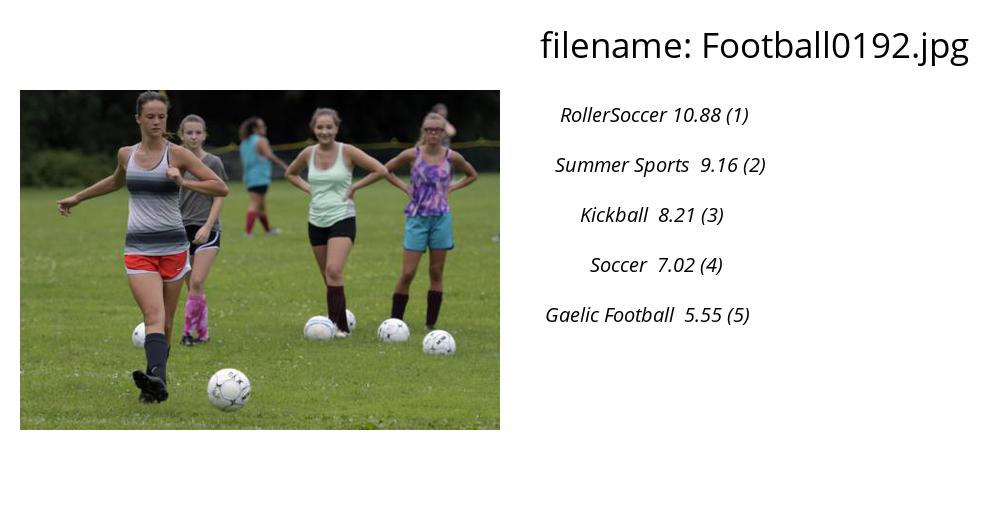 filename: Football0192.jpg
RollerSoccer 10.88 (1)
Summer Sports 9.16 (2)
Kickball 8.21 (3)
Soccer 7.02 (4)
Gaelic Football 5.55 (5)